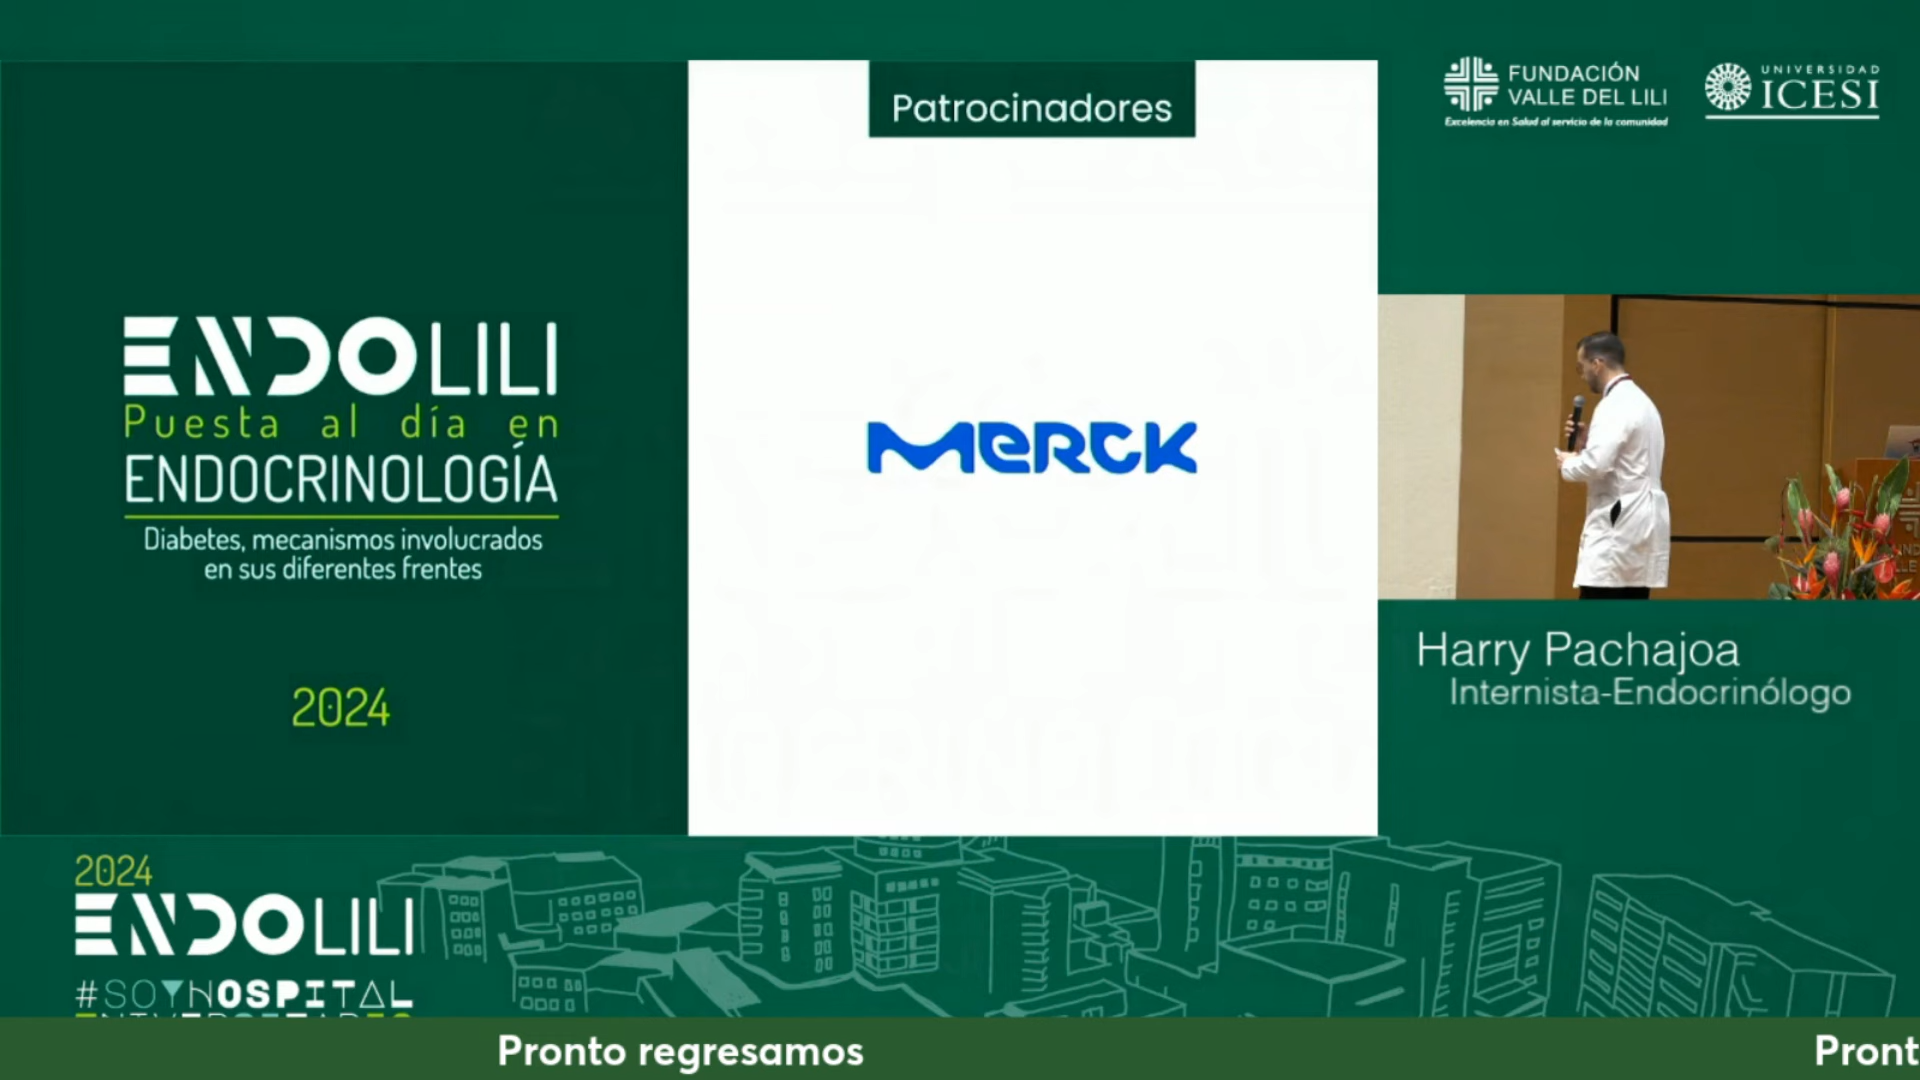 Patrocinadores
FUNDACIÓN
VALLE DEL LILI
Excelencia en Salud al servicio de la comunidad
UNIVERSIDAD
ICESI
ENDOLILI
Puesta al día en
ENDOCRINOLOGÍA
Diabetes, mecanismos involucrados
en sus diferentes frentes
2024
MERCK
Harry Pachajoa
Internista-Endocrinólogo
2024
ENDOLILI
#SOYHOSPITAL
Pronto regresamos
Pront